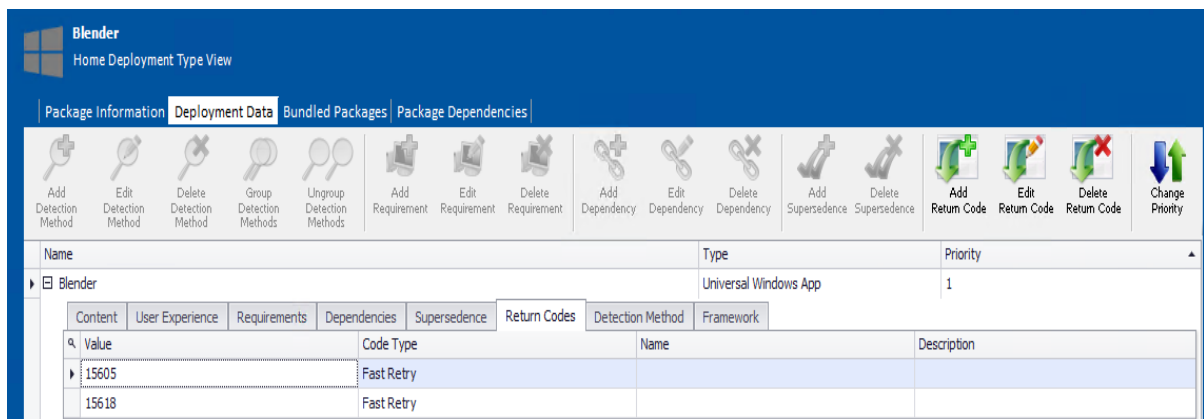 Blender
Home Deployment Type View
Package Information Deployment Data Bundled Packages Package Dependencies
Add Detection Method Edit Detection Method Delete Detection Method Group Detection Methods Ungroup Detection Methods Add Requirement Edit Requirement Delete Requirement Add Dependency Edit Dependency Delete Dependency Add Supersedence Delete Supersedence Add Return Code Edit Return Code Delete Return Code Change Priority
Name Type Priority
Blender Universal Windows App 1
Content User Experience Requirements Dependencies Supersedence Return Codes Detection Method Framework
Value Code Type Name Description
15605 Fast Retry
15618 Fast Retry